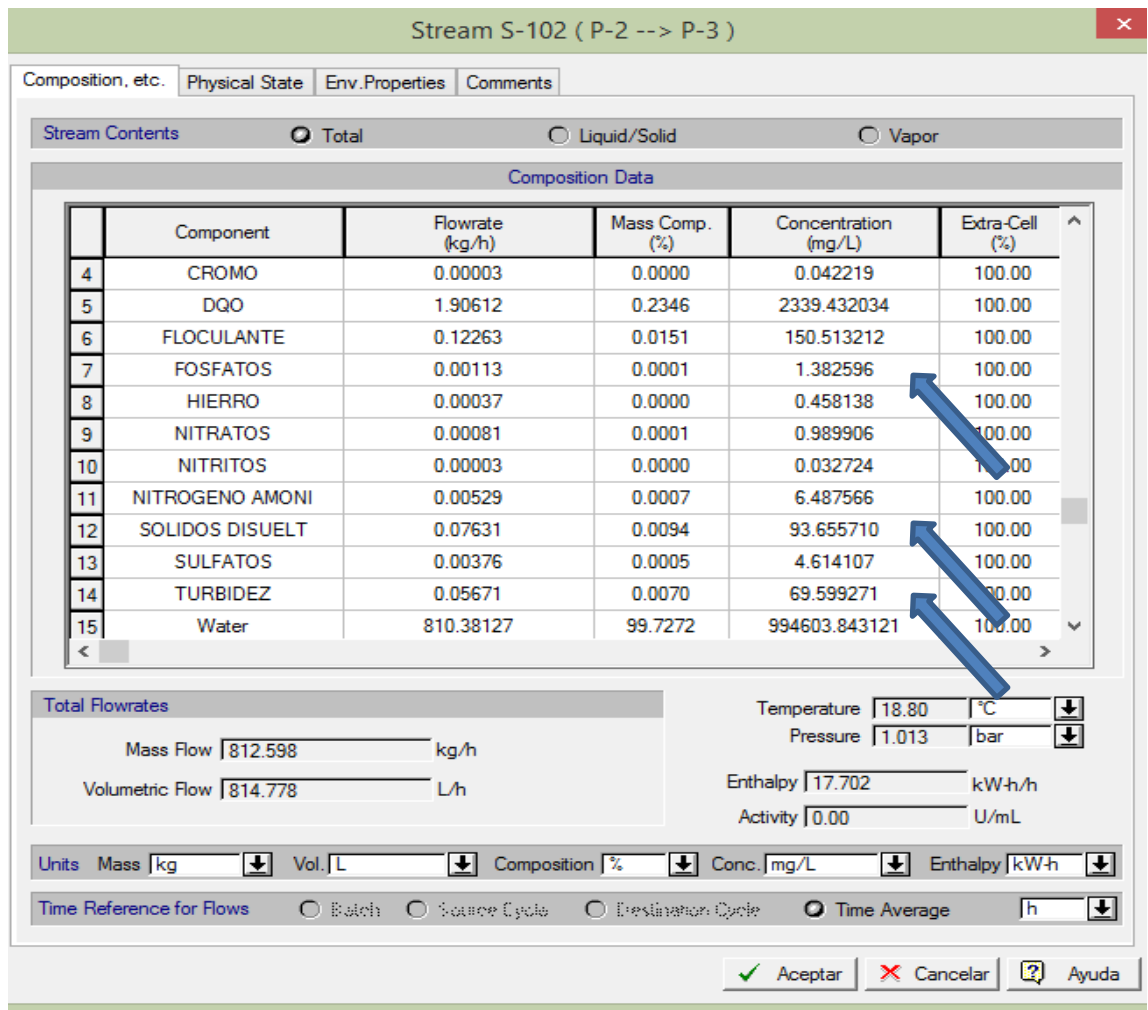 Stream S-102 ( P-2 --> P-3 )
Composition, etc. Physical State Env.Properties Comments
Stream Contents Total Liquid/Solid Vapor
Composition Data
Component Flowrate (kg/h) Mass Comp. (%) Concentration (mg/L) Extra-Cell (%)
4 CROMO 0.00003 0.0000 0.042219 100.00
5 DQO 1.90612 0.2346 2339.432034 100.00
6 FLOCULANTE 0.12263 0.0151 150.513212 100.00
7 FOSFATOS 0.00113 0.0001 1.382596 100.00
8 HIERRO 0.00037 0.0000 0.458138 100.00
9 NITRATOS 0.00081 0.0001 0.989906 100.00
10 NITRITOS 0.00003 0.0000 0.032724
11 NITROGENO AMONI 0.00529 0.0007 6.487566 100.00
12 SOLIDOS DISUELT 0.07631 0.0094 93.655710 100.00
13 SULFATOS 0.00376 0.0005 4.614107 100.00
14 TURBIDEZ 0.05671 0.0070 69.599271
15 Water 810.38127 99.7272 994603.843121 100.00
Total Flowrates
Mass Flow 812.598 kg/h
Volumetric Flow 814.778 L/h
Temperature 18.80 °C
Pressure 1.013 bar
Enthalpy 17.702 kW-h/h
Activity 0.00 U/mL
Units Mass kg Vol. L Composition % Conc. mg/L Enthalpy kW-h
Time Reference for Flows Batch Source Cycle Destination Cycle Time Average h
Aceptar Cancelar Ayuda